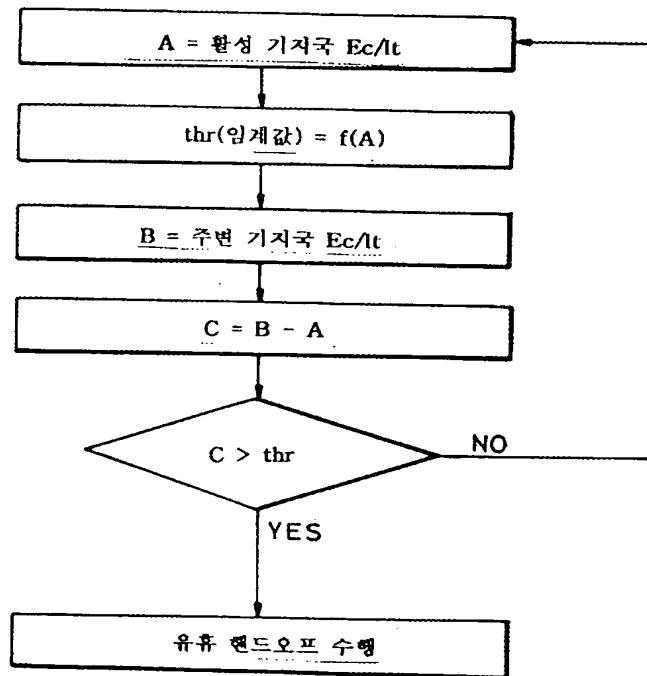 A = 활성 기지국 Ec/It
thr(임계값) = f(A)
B = 주변 기지국 Ec/It
C = B - A
C > thr
NO
YES
유휴 핸드오프 수행